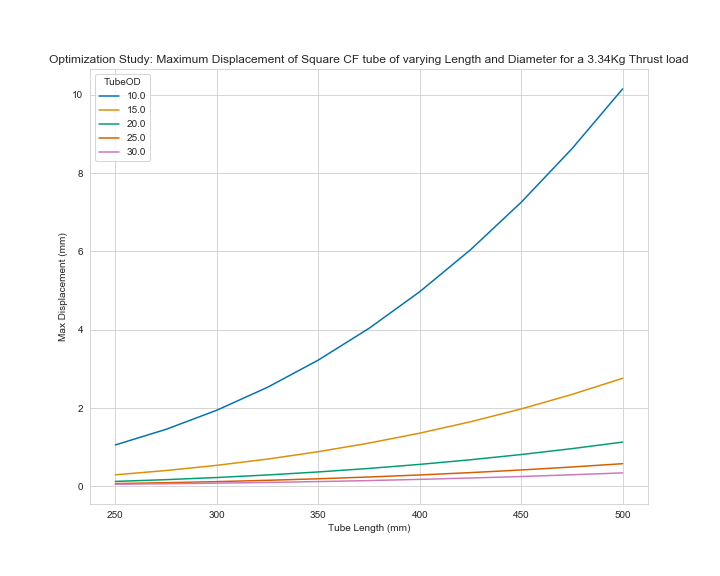 Optimization Study: Maximum Displacement of Square CF tube of varying Length and Diameter for a 3.34Kg Thrust load
TubeOD
10.0
15.0
20.0
25.0
30.0
10
8
6
4
2
0
Max Displacement (mm)
250 300 350 400 450 500
Tube Length (mm)